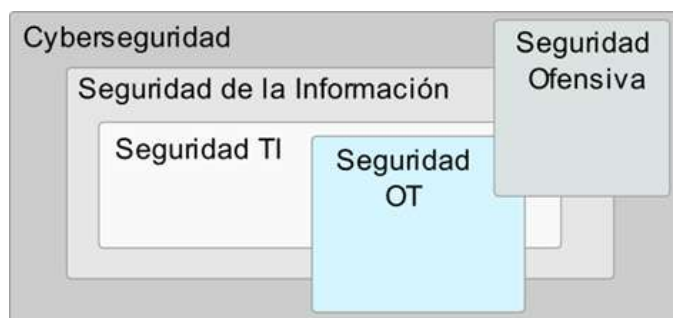 Cyberseguridad
Seguridad
Ofensiva
Seguridad de la Información
Seguridad TI
Seguridad
OT